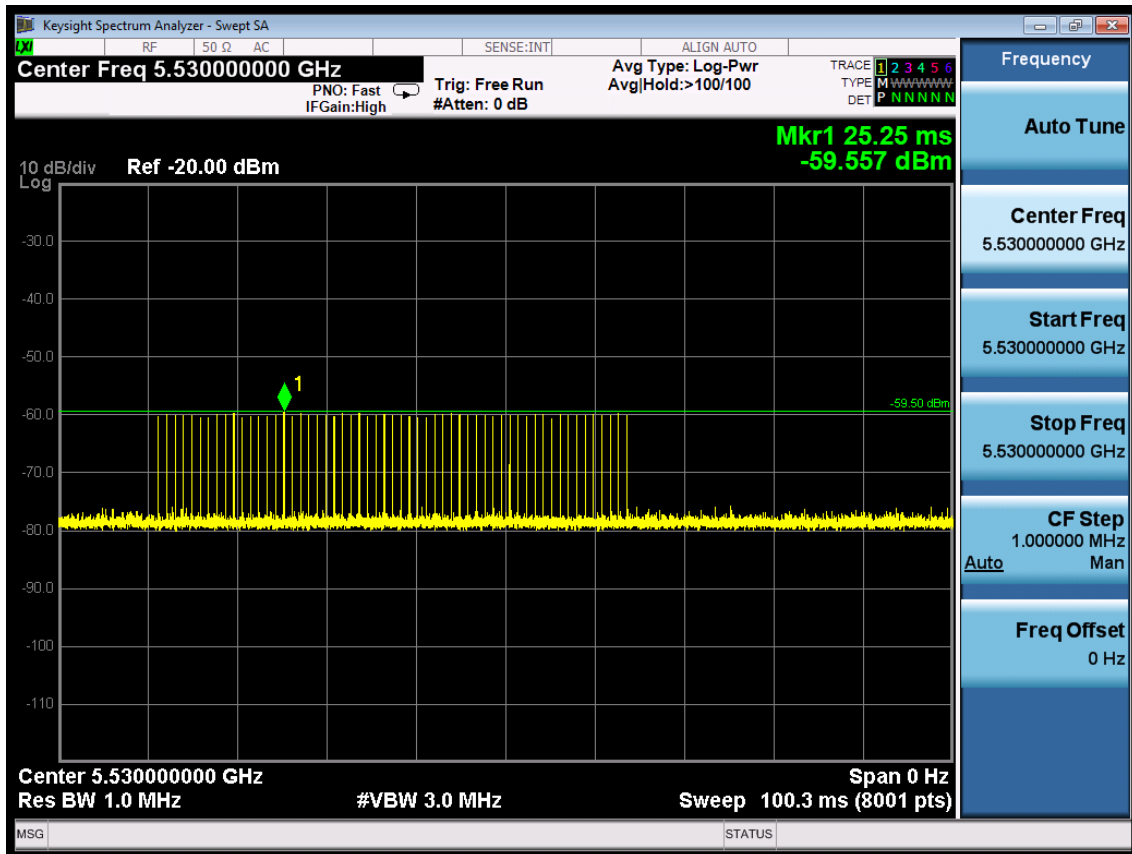 Keysight Spectrum Analyzer - Swept SA
LXI RF 50 Ω AC SENSE:INT ALIGN AUTO
Center Freq 5.530000000 GHz
PNO: Fast
IFGain:High
Trig: Free Run
#Atten: 0 dB
Avg Type: Log-Pwr
Avg|Hold:>100/100
TRACE 1 2 3 4 5 6
TYPE M WWWWW
DET P N N N N N
Mkr1 25.25 ms
-59.557 dBm
10 dB/div Ref -20.00 dBm
Log
-30.0
-40.0
-50.0
1
-59.50 dBm
-60.0
-70.0
-80.0
-90.0
-100
-110
Center 5.530000000 GHz Span 0 Hz
Res BW 1.0 MHz #VBW 3.0 MHz Sweep 100.3 ms (8001 pts)
MSG STATUS
Frequency
Auto Tune
Center Freq
5.530000000 GHz
Start Freq
5.530000000 GHz
Stop Freq
5.530000000 GHz
CF Step
1.000000 MHz
Auto Man
Freq Offset
0 Hz